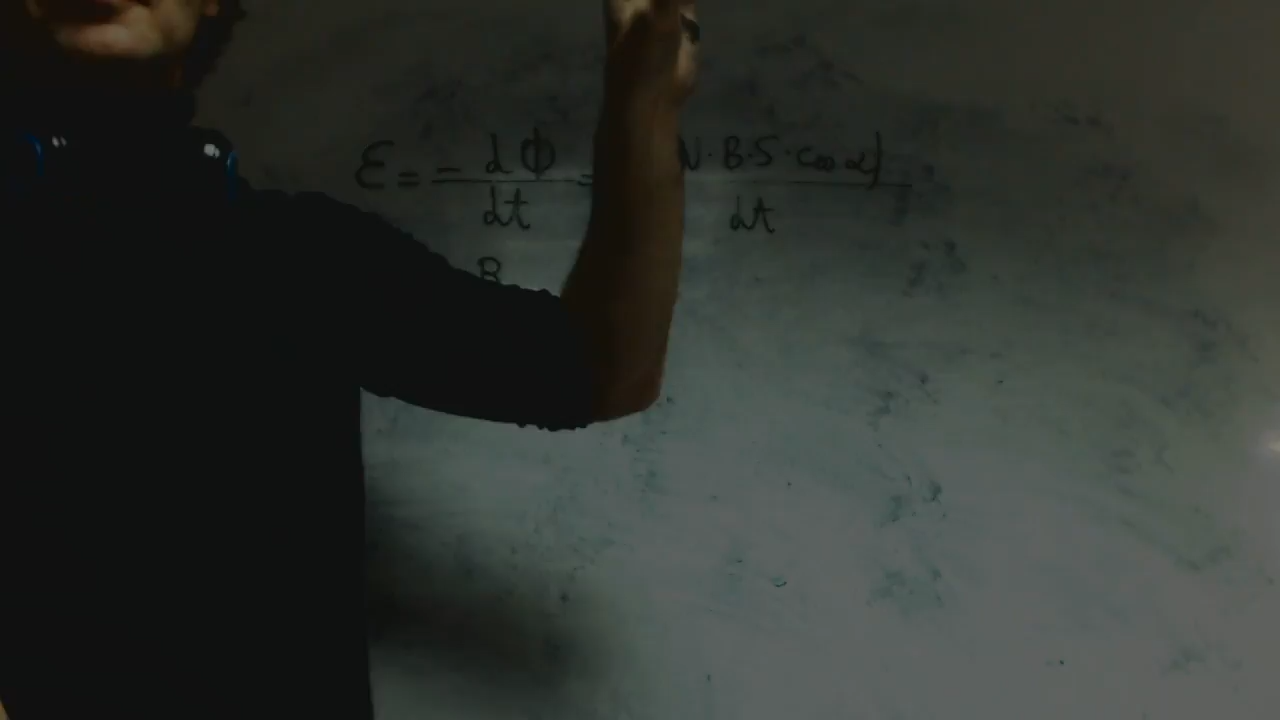 ε = - dΦ / dt = N·B·S·cos α) / dt
B